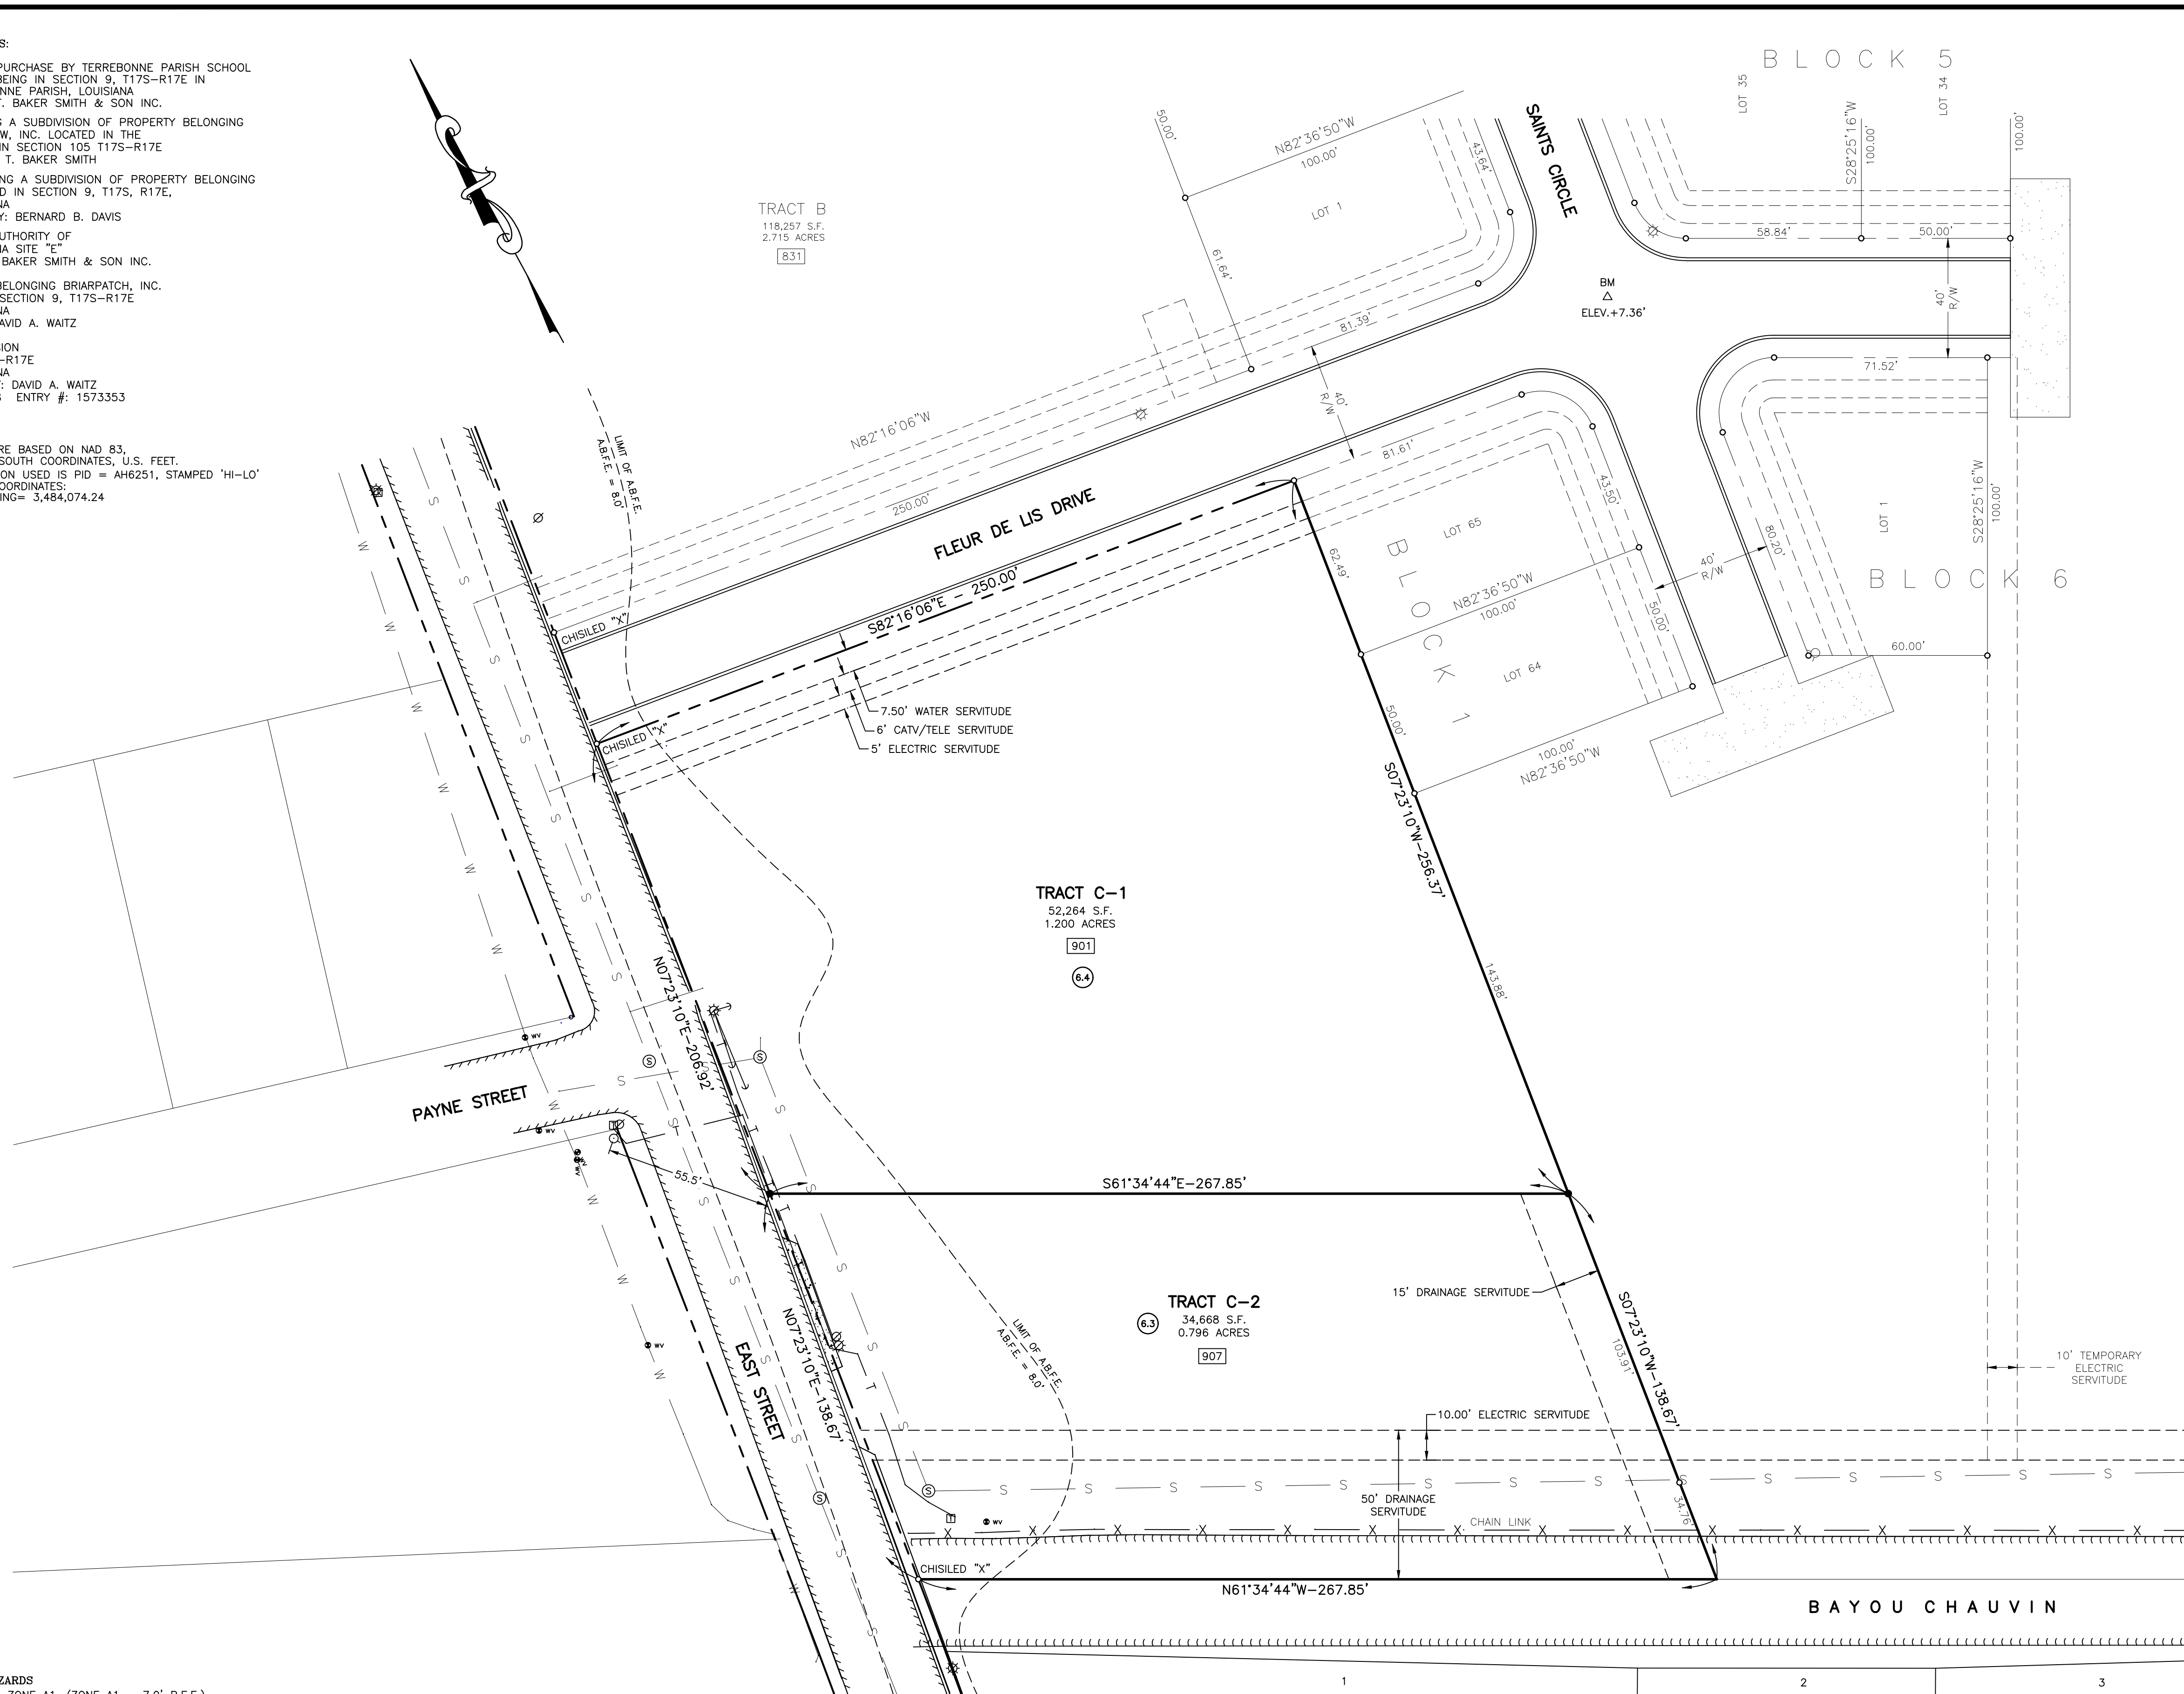 S:
PURCHASE BY TERREBONNE PARISH SCHOOL
BEING IN SECTION 9, T17S-R17E IN
NNE PARISH, LOUISIANA
T. BAKER SMITH & SON INC.
G A SUBDIVISION OF PROPERTY BELONGING
W, INC. LOCATED IN THE
IN SECTION 105 T17S-R17E
T. BAKER SMITH
NG A SUBDIVISION OF PROPERTY BELONGING
D IN SECTION 9, T17S, R17E,
NA
Y: BERNARD B. DAVIS
UTHORITY OF
NA SITE "E"
BAKER SMITH & SON INC.
BELONGING BRIARPATCH, INC.
SECTION 9, T17S-R17E
NA
AVID A. WAITZ
SION
-R17E
NA
: DAVID A. WAITZ
ENTRY #: 1573353
RE BASED ON NAD 83,
SOUTH COORDINATES, U.S. FEET.
ON USED IS PID = AH6251, STAMPED 'HI-LO'
OORDINATES:
ING= 3,484,074.24
BLOCK 5
LOT 35
LOT 34
S28°25'16"W
100.00'
100.00'
50.00'
N82°36'50"W
100.00'
43.64'
LOT 1
61.64'
81.39'
SAINTS CIRCLE
58.84'
50.00'
40'
R/W
BM
ELEV.+7.36'
TRACT B
118,257 S.F.
2.715 ACRES
831
71.52'
LOT 1
S28°25'16"W
100.00'
BLOCK 6
60.00'
80.20'
40'
R/W
40'
R/W
81.61'
43.50'
LOT 65
BLOCK 1
N82°36'50"W
100.00'
50.00'
LOT 64
100.00'
N82°36'50"W
62.49'
50.00'
LIMIT OF A.B.F.E.
A.B.F.E. = 8.0'
N82°16'06"W
250.00'
FLEUR DE LIS DRIVE
S82°16'06"E - 250.00'
CHISILED "X"
CHISILED "X"
7.50' WATER SERVITUDE
6' CATV/TELE SERVITUDE
5' ELECTRIC SERVITUDE
S07°23'10"W-256.37'
143.88'
TRACT C-1
52,264 S.F.
1.200 ACRES
901
6.4
N07°23'10"E-206.92'
PAYNE STREET
WV
WV
WV
WV
55.5'
S61°34'44"E-267.85'
15' DRAINAGE SERVITUDE
TRACT C-2
34,668 S.F.
0.796 ACRES
907
6.3
S07°23'10"W-138.67'
103.91'
34.76'
N07°23'10"E-138.67'
EAST STREET
LIMIT OF A.B.F.E.
A.B.F.E. = 8.0'
10' TEMPORARY
ELECTRIC
SERVITUDE
10.00' ELECTRIC SERVITUDE
50' DRAINAGE
SERVITUDE
WV
CHAIN LINK
CHISILED "X"
N61°34'44"W-267.85'
BAYOU CHAUVIN
1
2
3
ZARDS